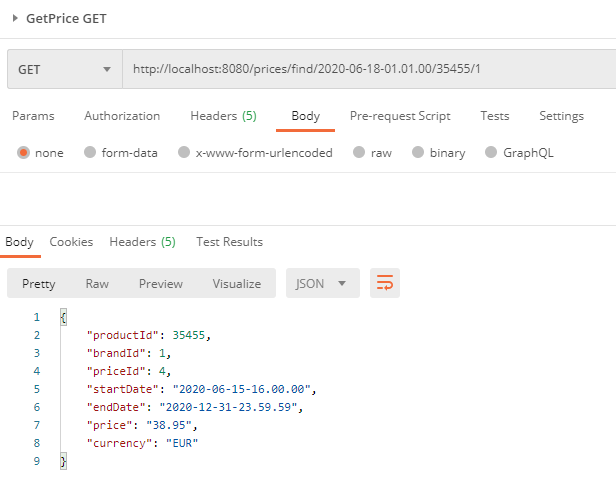 GetPrice GET
GET http://localhost:8080/prices/find/2020-06-18-01.01.00/35455/1
Params Authorization Headers (5) Body Pre-request Script Tests Settings
none form-data x-www-form-urlencoded raw binary GraphQL
Body Cookies Headers (5) Test Results
Pretty Raw Preview Visualize JSON
1 {
2 "productId": 35455,
3 "brandId": 1,
4 "priceId": 4,
5 "startDate": "2020-06-15-16.00.00",
6 "endDate": "2020-12-31-23.59.59",
7 "price": "38.95",
8 "currency": "EUR"
9 }